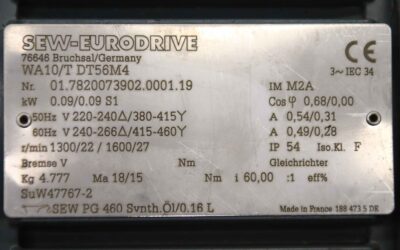 SEW-EURODRIVE
76646 Bruchsal/Germany
CE
WA10/T DT56M4
3~ IEC 34
Nr. 01.7820073902.0001.19
IM M2A
kW 0.09/0.09 S1
Cos φ 0,68/0,00
50Hz V 220-240Δ/380-415Y
A 0,54/0,31
60Hz V 240-266Δ/415-460Y
A 0,49/0,28
r/min 1300/22 / 1600/27
IP 54 Iso.Kl. F
Bremse V Nm Gleichrichter
Kg 4.777 Ma 18/15 Nm i 60,00 :1 eff%
SuW47767-2
SEW PG 460 Synth.Öl/0.16 L
Made in France 188 473 5 DE